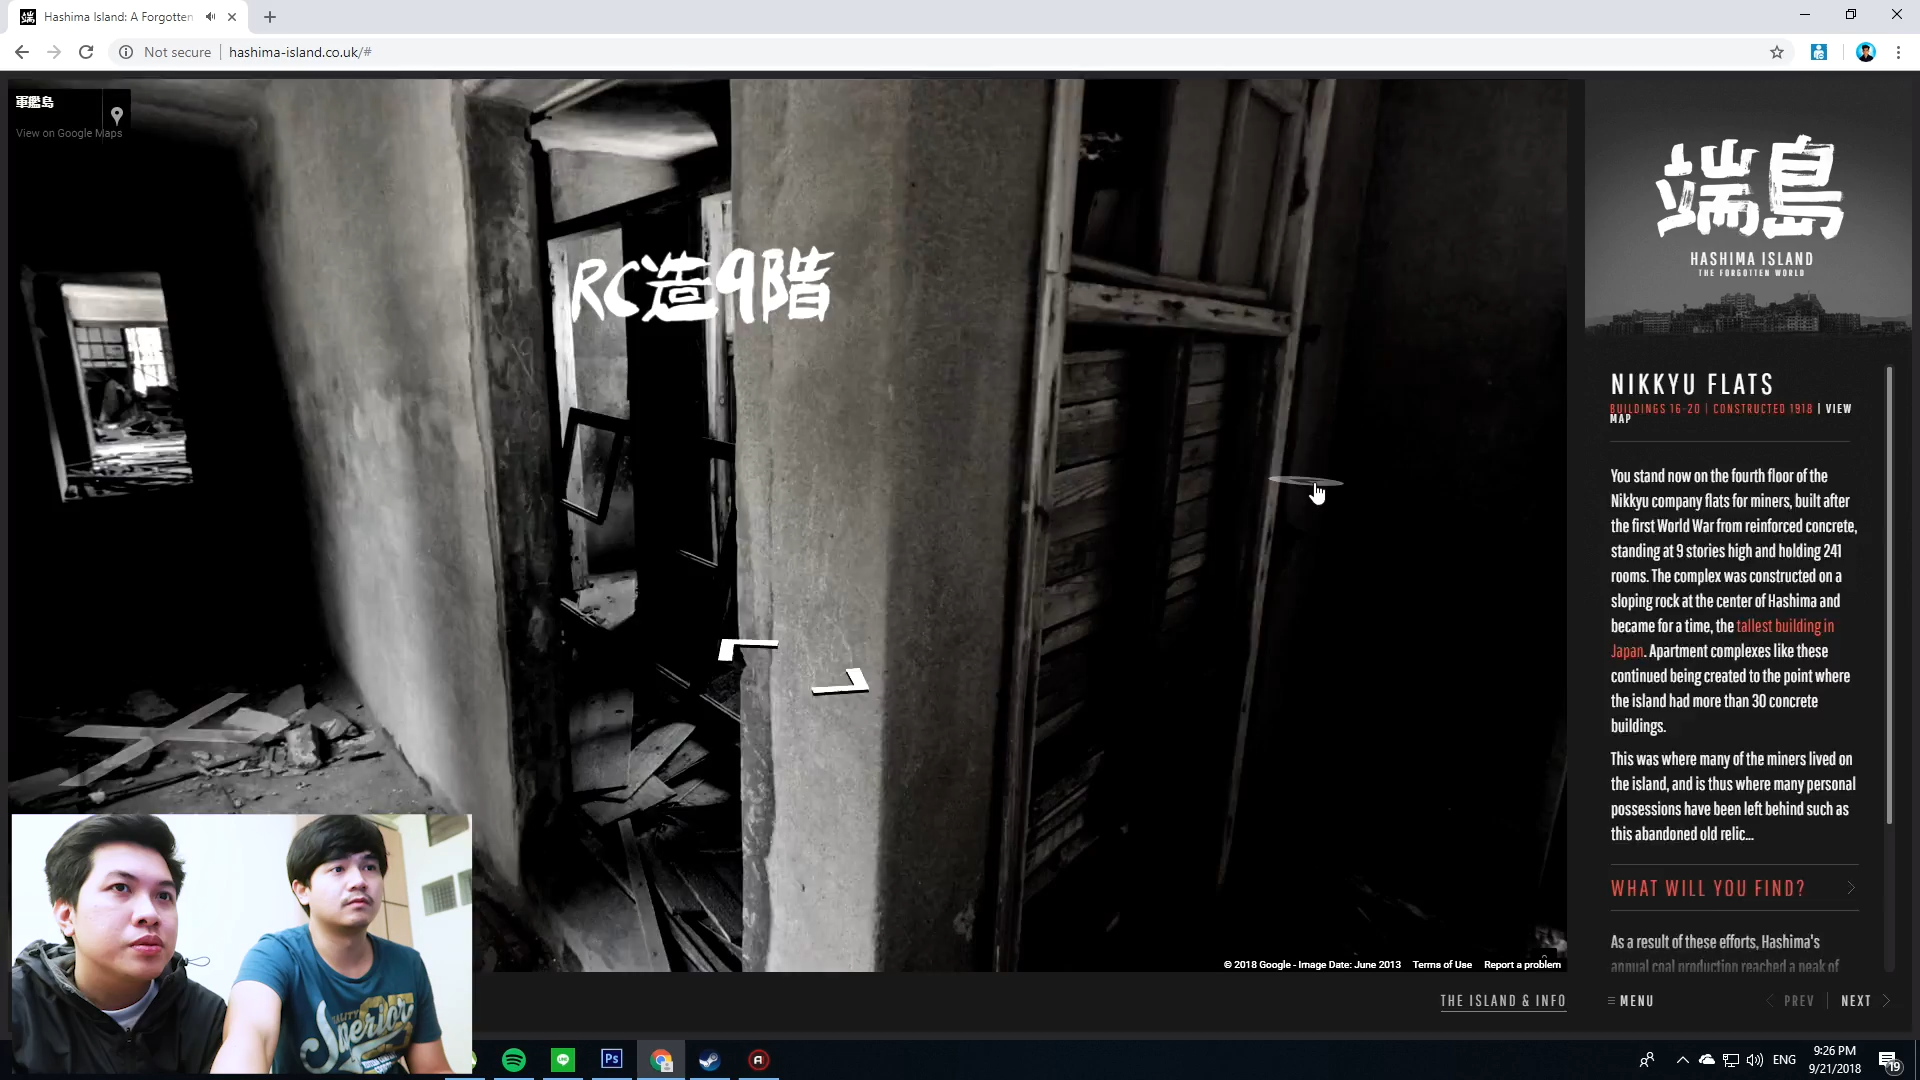 Hashima Island: A Forgotten
Not secure
hashima-island.co.uk/#
軍艦島
View on Google Maps
RC造9階
端島
HASHIMA ISLAND
THE FORGOTTEN WORLD
NIKKYU FLATS
BUILDINGS 16-20 | CONSTRUCTED 1918 | VIEW
MAP
You stand now on the fourth floor of the
Nikkyu company flats for miners, built after
the first World War from reinforced concrete,
standing at 9 stories high and holding 241
rooms. The complex was constructed on a
sloping rock at the center of Hashima and
became for a time, the tallest building in
Japan. Apartment complexes like these
continued being created to the point where
the island had more than 30 concrete
buildings.
This was where many of the miners lived on
the island, and is thus where many personal
possessions have been left behind such as
this abandoned old relic...
WHAT WILL YOU FIND?
As a result of these efforts, Hashima's
annual coal production reached a peak of
© 2018 Google - Image Date: June 2013 Terms of Use Report a problem
THE ISLAND & INFO
MENU
PREV
NEXT
Superior
Ps
ENG
9:26 PM
9/21/2018
19